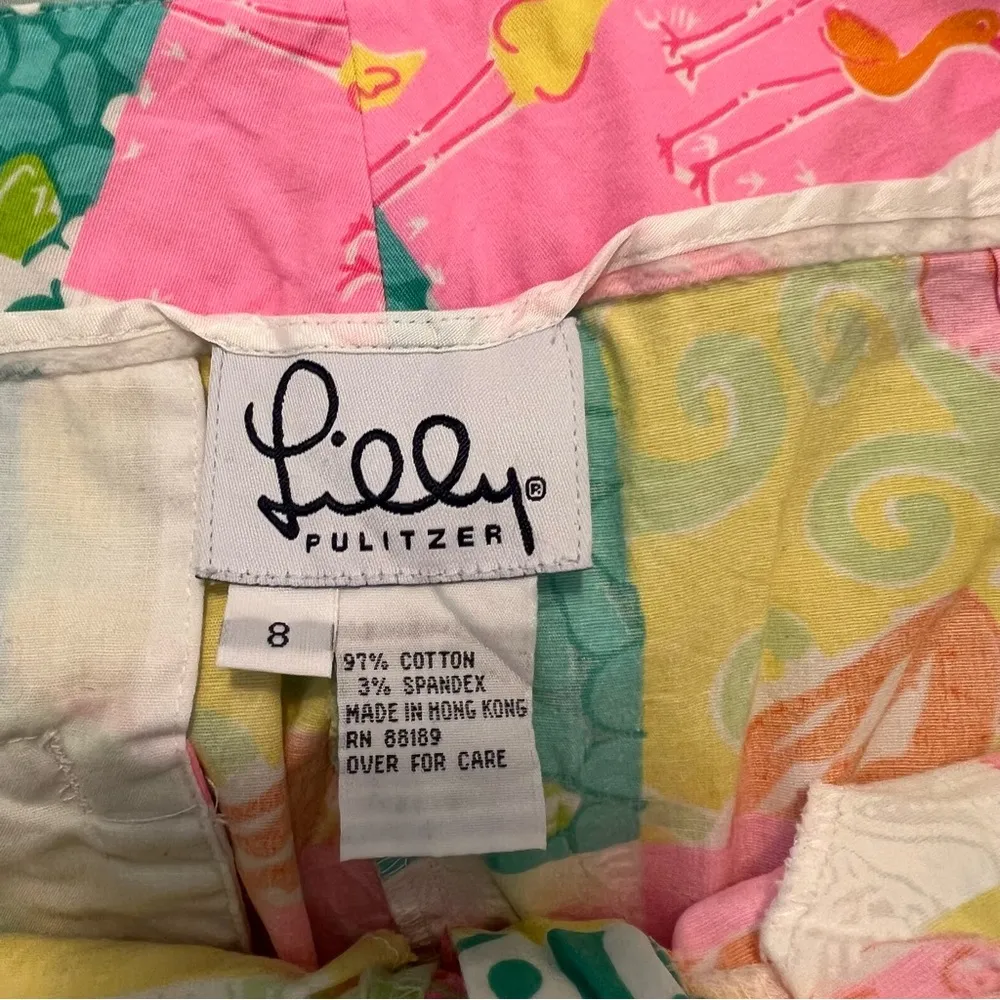 Lilly®
PULITZER
8
97% COTTON
3% SPANDEX
MADE IN HONG KONG
RN 88189
OVER FOR CARE